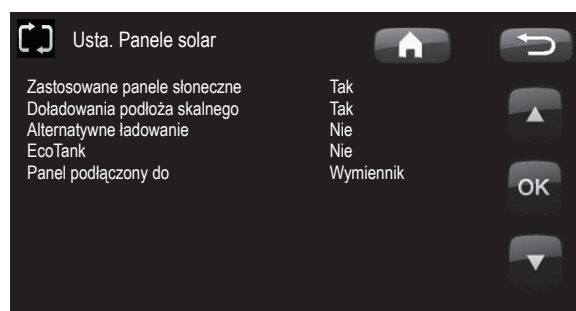 Usta. Panele solar
Zastosowane panele słoneczne Tak
Doładowania podłoża skalnego Tak
Alternatywne ładowanie Nie
EcoTank Nie
Panel podłączony do Wymiennik
OK